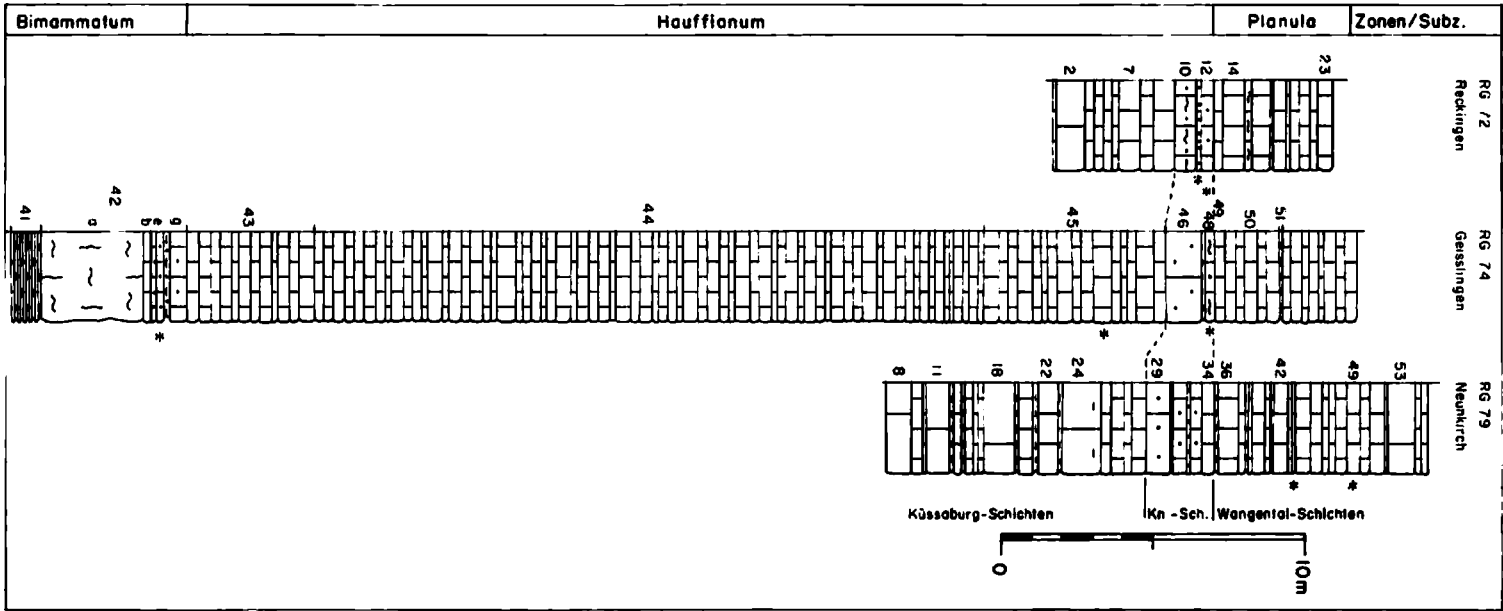 Bimammatum Hauffianum Planula Zonen/Subz.
RG 72
Reckingen
2 7 10 12 14 23
* *
RG 74
Geisslingen
41 42 a b e g 43 44 45 46 48 49 50 51
* * *
RG 79
Neunkirch
8 11 18 22 24 29 34 36 42 49 53
* *
Küssaburg-Schichten Kn-Sch. Wangental-Schichten
0 10m